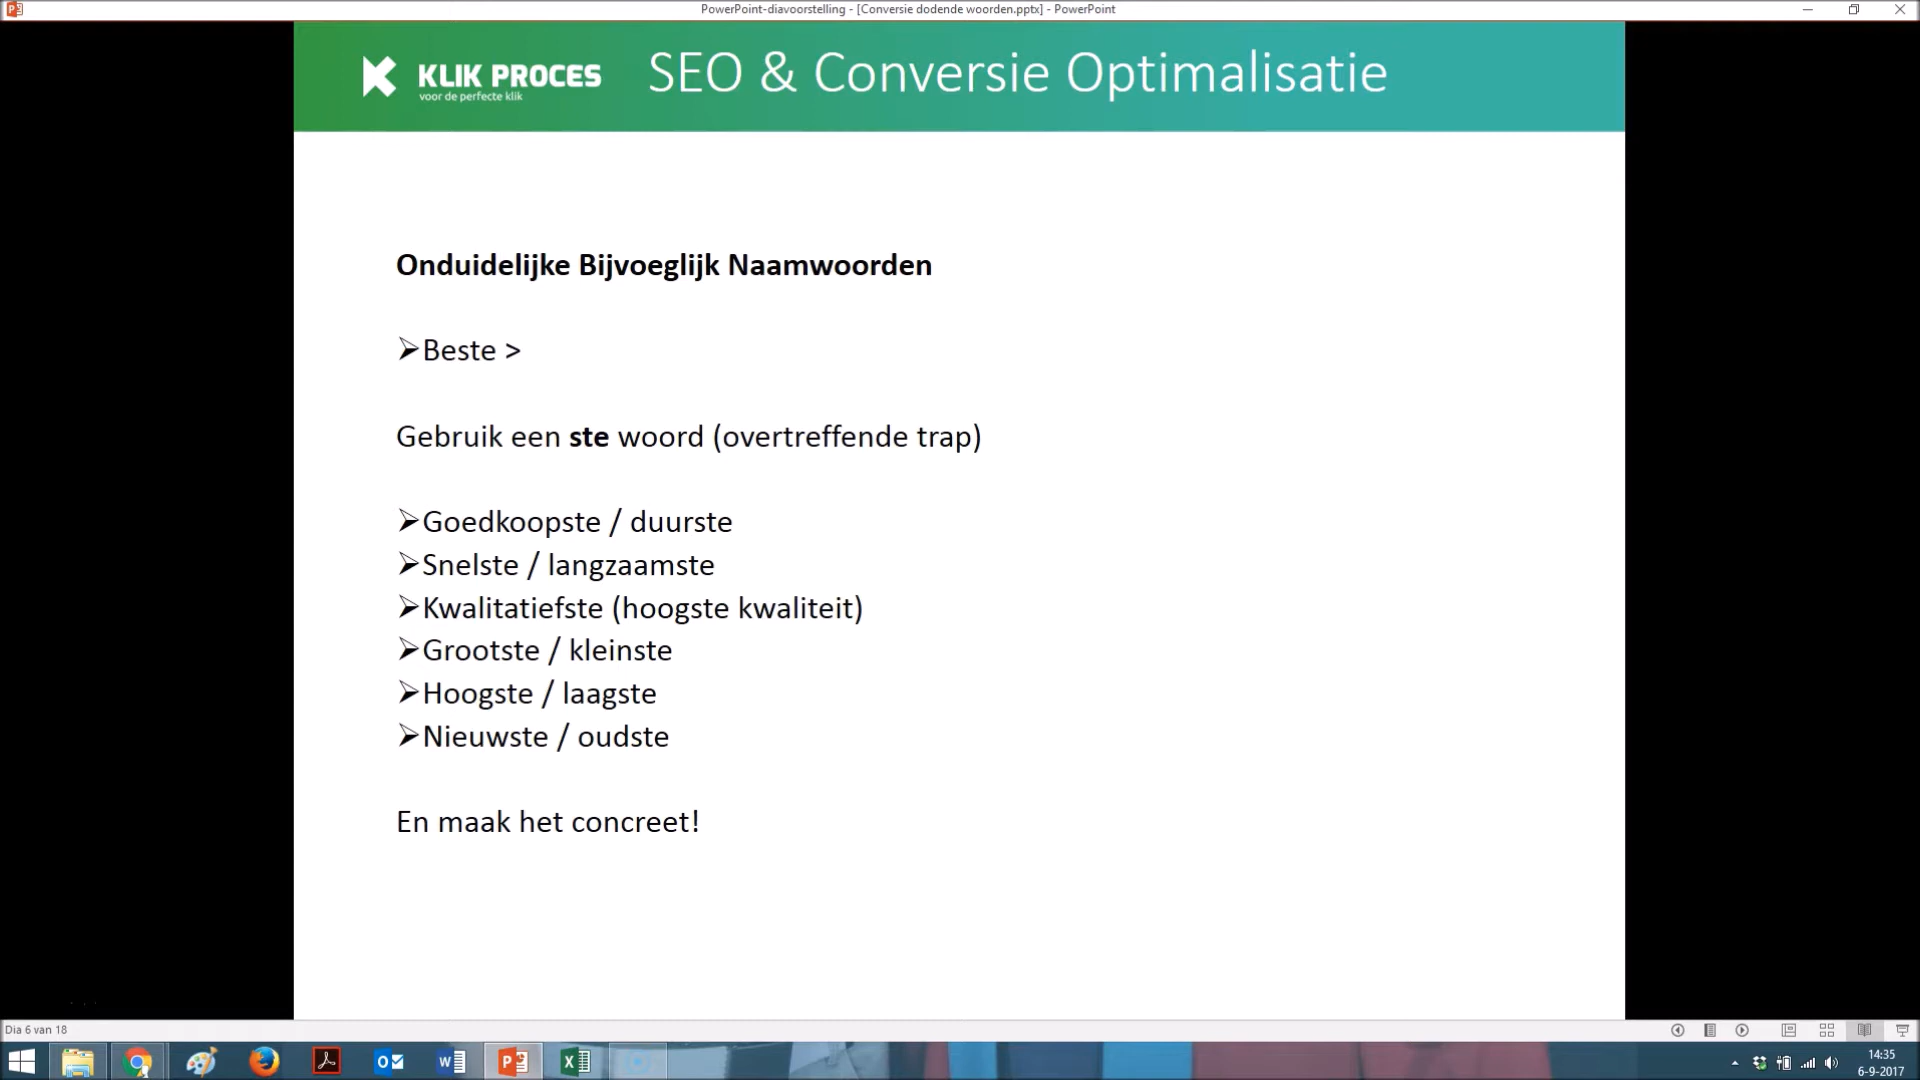 PowerPoint-diavoorstelling - [Conversie dodende woorden.pptx] - PowerPoint
KLIK PROCES
voor de perfecte klik
SEO & Conversie Optimalisatie
Onduidelijke Bijvoeglijk Naamwoorden
➢Beste >
Gebruik een ste woord (overtreffende trap)
➢Goedkoopste / duurste
➢Snelste / langzaamste
➢Kwalitatiefste (hoogste kwaliteit)
➢Grootste / kleinste
➢Hoogste / laagste
➢Nieuwste / oudste
En maak het concreet!
Dia 6 van 18
14:35
6-9-2017